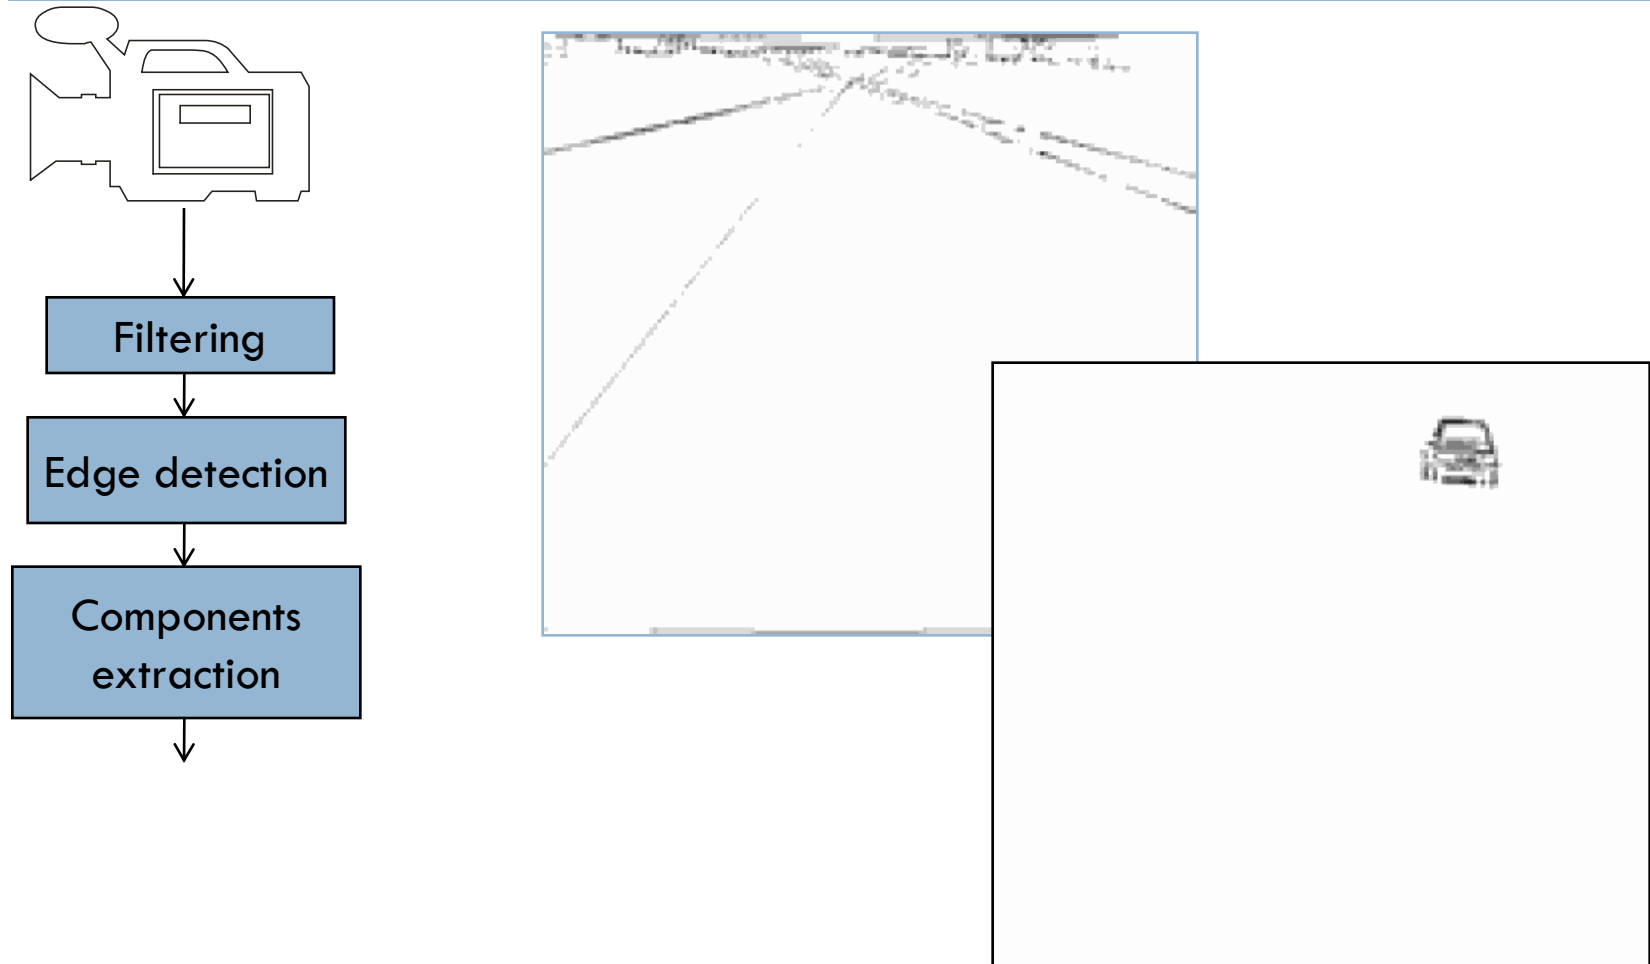 Filtering
Edge detection
Components
extraction